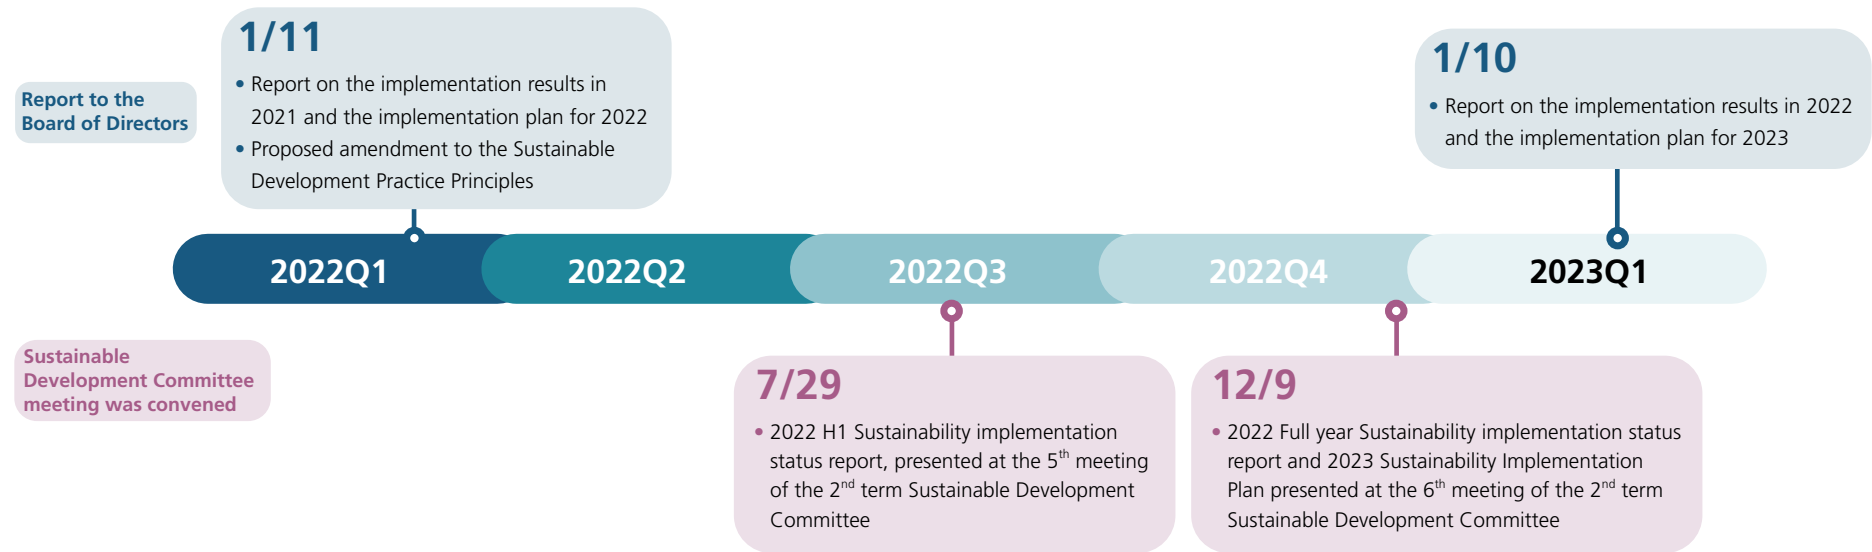 Report to the
Board of Directors
1/11
• Report on the implementation results in
2021 and the implementation plan for 2022
• Proposed amendment to the Sustainable
Development Practice Principles
1/10
• Report on the implementation results in 2022
and the implementation plan for 2023
2022Q1
2022Q2
2022Q3
2022Q4
2023Q1
Sustainable
Development Committee
meeting was convened
7/29
• 2022 H1 Sustainability implementation
status report, presented at the 5th meeting
of the 2nd term Sustainable Development
Committee
12/9
• 2022 Full year Sustainability implementation status
report and 2023 Sustainability Implementation
Plan presented at the 6th meeting of the 2nd term
Sustainable Development Committee